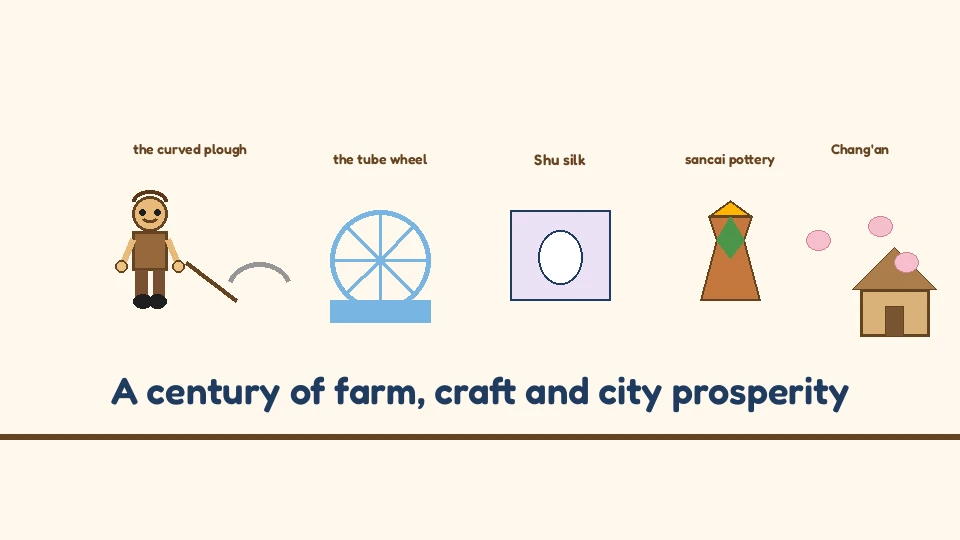 the curved plough
the tube wheel
Shu silk
sancai pottery
Chang'an
A century of farm, craft and city prosperity